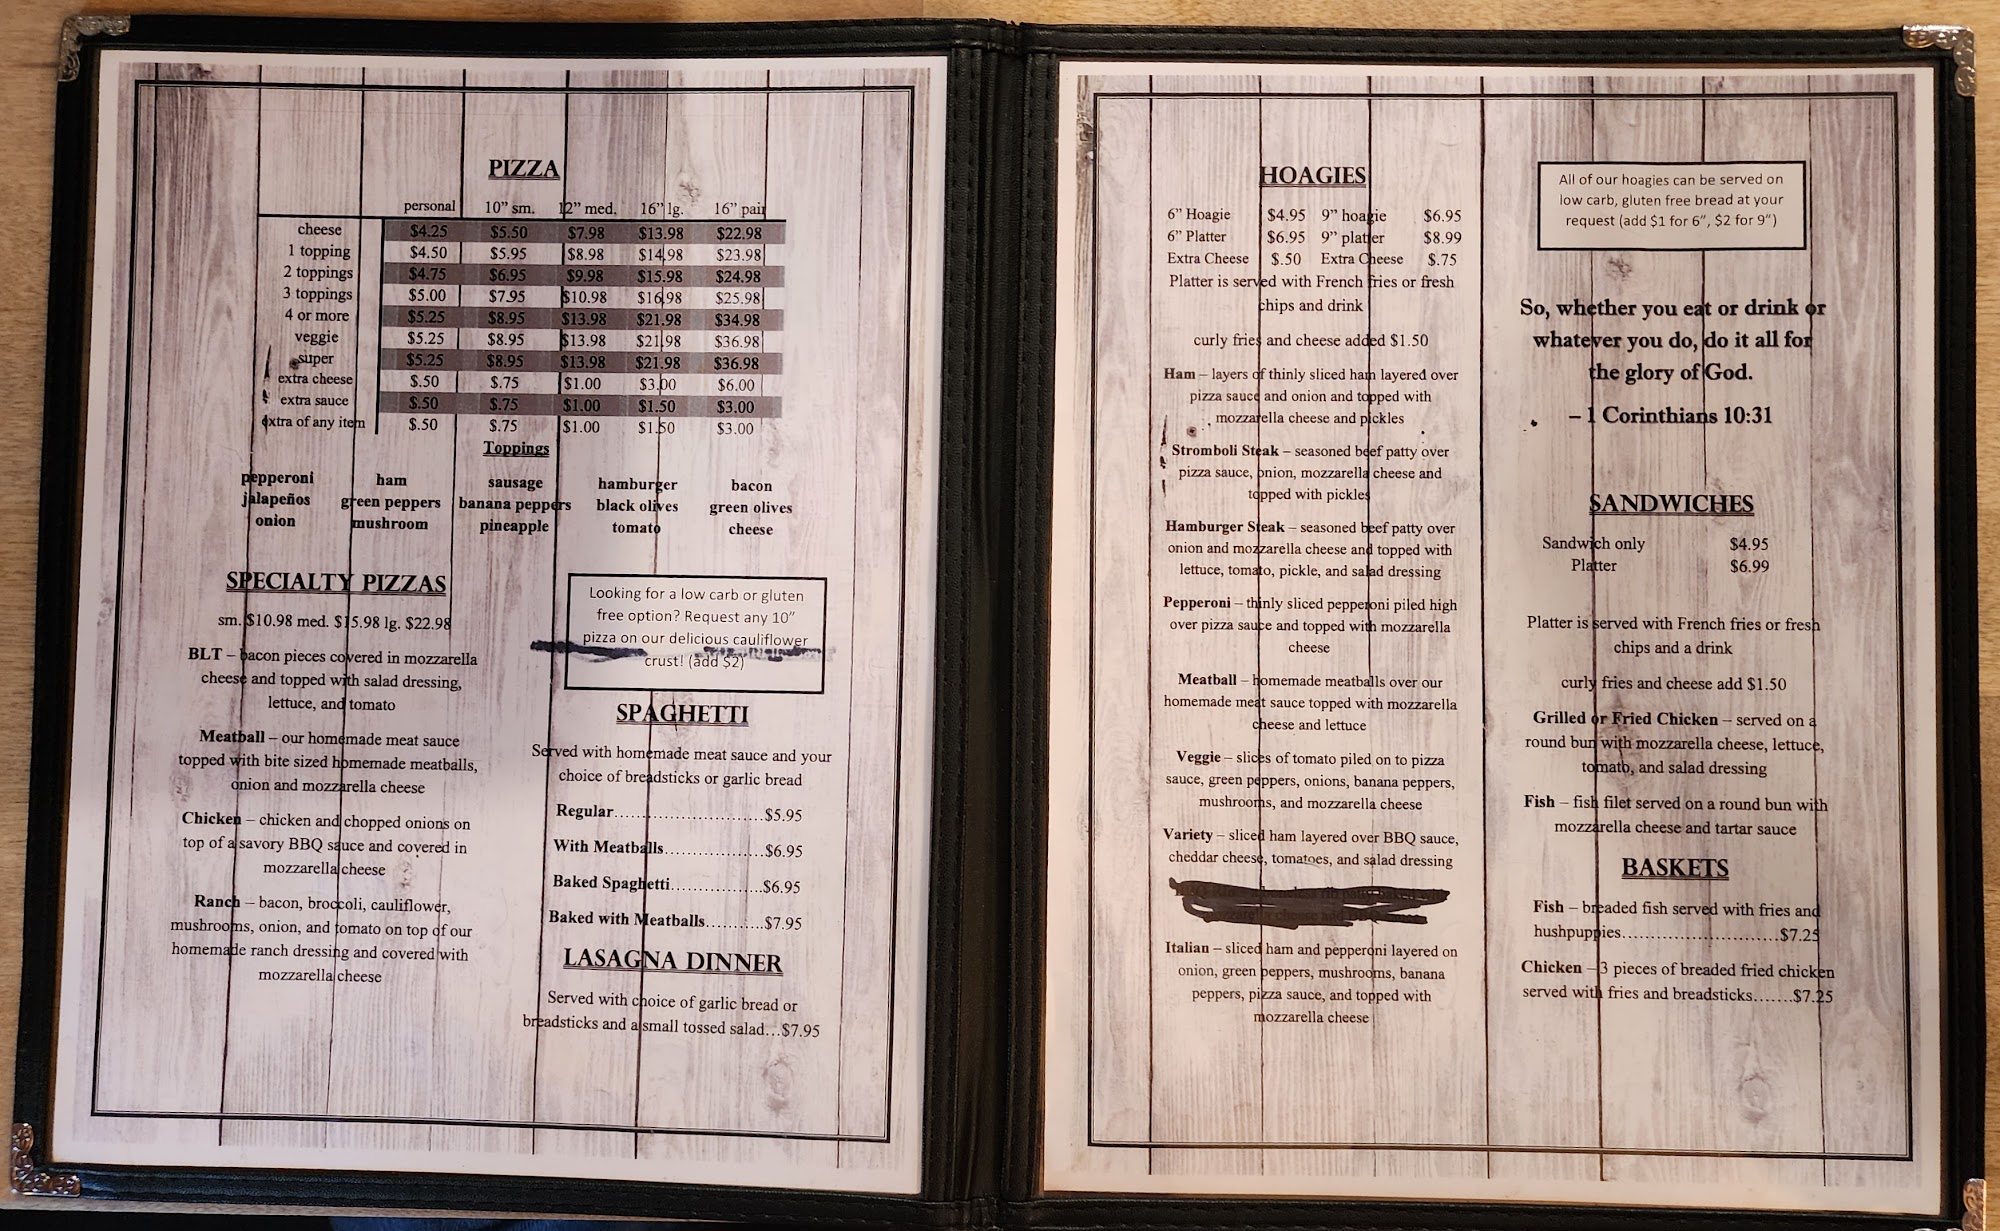 PIZZA
personal 10” sm. 12” med. 16” lg. 16” pair
cheese $4.25 $5.50 $7.98 $13.98 $22.98
1 topping $4.50 $5.95 $8.98 $14.98 $23.98
2 toppings $4.75 $6.95 $9.98 $15.98 $24.98
3 toppings $5.00 $7.95 $10.98 $16.98 $25.98
4 or more $5.25 $8.95 $13.98 $21.98 $34.98
veggie $5.25 $8.95 $13.98 $21.98 $36.98
super $5.25 $8.95 $13.98 $21.98 $36.98
extra cheese $.50 $.75 $1.00 $3.00 $6.00
extra sauce $.50 $.75 $1.00 $1.50 $3.00
extra of any item $.50 $.75 $1.00 $1.50 $3.00
Toppings
pepperoni ham sausage hamburger bacon
jalapeños green peppers banana peppers black olives green olives
onion mushroom pineapple tomato cheese
SPECIALTY PIZZAS
sm. $10.98 med. $15.98 lg. $22.98
BLT – bacon pieces covered in mozzarella
cheese and topped with salad dressing,
lettuce, and tomato
Meatball – our homemade meat sauce
topped with bite sized homemade meatballs,
onion and mozzarella cheese
Chicken – chicken and chopped onions on
top of a savory BBQ sauce and covered in
mozzarella cheese
Ranch – bacon, broccoli, cauliflower,
mushrooms, onion, and tomato on top of our
homemade ranch dressing and covered with
mozzarella cheese
Looking for a low carb or gluten
free option? Request any 10”
pizza on our delicious cauliflower
crust! (add $2)
SPAGHETTI
Served with homemade meat sauce and your
choice of breadsticks or garlic bread
Regular............................$5.95
With Meatballs...................$6.95
Baked Spaghetti.................$6.95
Baked with Meatballs...........$7.95
LASAGNA DINNER
Served with choice of garlic bread or
breadsticks and a small tossed salad...$7.95
HOAGIES
6” Hoagie $4.95 9” hoagie $6.95
6” Platter $6.95 9” platter $8.99
Extra Cheese $.50 Extra Cheese $.75
Platter is served with French fries or fresh
chips and drink
curly fries and cheese added $1.50
Ham – layers of thinly sliced ham layered over
pizza sauce and onion and topped with
mozzarella cheese and pickles
Stromboli Steak – seasoned beef patty over
pizza sauce, onion, mozzarella cheese and
topped with pickles
Hamburger Steak – seasoned beef patty over
onion and mozzarella cheese and topped with
lettuce, tomato, pickle, and salad dressing
Pepperoni – thinly sliced pepperoni piled high
over pizza sauce and topped with mozzarella
cheese
Meatball – homemade meatballs over our
homemade meat sauce topped with mozzarella
cheese and lettuce
Veggie – slices of tomato piled on to pizza
sauce, green peppers, onions, banana peppers,
mushrooms, and mozzarella cheese
Variety – sliced ham layered over BBQ sauce,
cheddar cheese, tomatoes, and salad dressing
Italian – sliced ham and pepperoni layered on
onion, green peppers, mushrooms, banana
peppers, pizza sauce, and topped with
mozzarella cheese
All of our hoagies can be served on
low carb, gluten free bread at your
request (add $1 for 6”, $2 for 9”)
So, whether you eat or drink or
whatever you do, do it all for
the glory of God.
– 1 Corinthians 10:31
SANDWICHES
Sandwich only $4.95
Platter $6.99
Platter is served with French fries or fresh
chips and a drink
curly fries and cheese add $1.50
Grilled or Fried Chicken – served on a
round bun with mozzarella cheese, lettuce,
tomato, and salad dressing
Fish – fish filet served on a round bun with
mozzarella cheese and tartar sauce
BASKETS
Fish – breaded fish served with fries and
hushpuppies............................$7.25
Chicken – 3 pieces of breaded fried chicken
served with fries and breadsticks.......$7.25